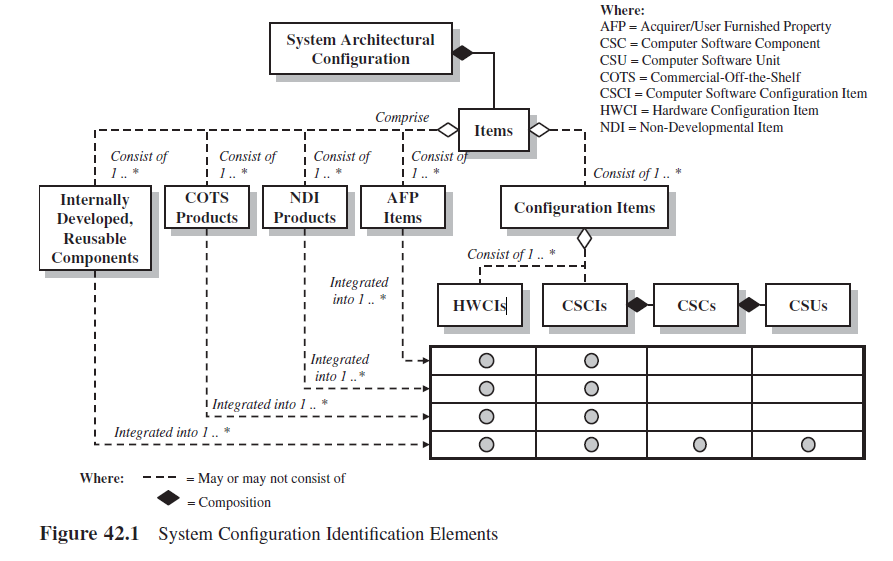 Where:
AFP = Acquirer/User Furnished Property
CSC = Computer Software Component
CSU = Computer Software Unit
COTS = Commercial-Off-the-Shelf
CSCI = Computer Software Configuration Item
HWCI = Hardware Configuration Item
NDI = Non-Developmental Item
System Architectural
Configuration
Comprise
Items
Consist of
1 .. *
Consist of
1 .. *
Consist of
1 .. *
Consist of
1 .. *
Consist of 1 .. *
Internally
Developed,
Reusable
Components
COTS
Products
NDI
Products
AFP
Items
Configuration Items
Consist of 1 .. *
HWCIs
CSCIs
CSCs
CSUs
Integrated
into 1 .. *
Integrated
into 1 ..*
Integrated into 1 .. *
Integrated into 1 .. *
Where:
= May or may not consist of
= Composition
Figure 42.1 System Configuration Identification Elements